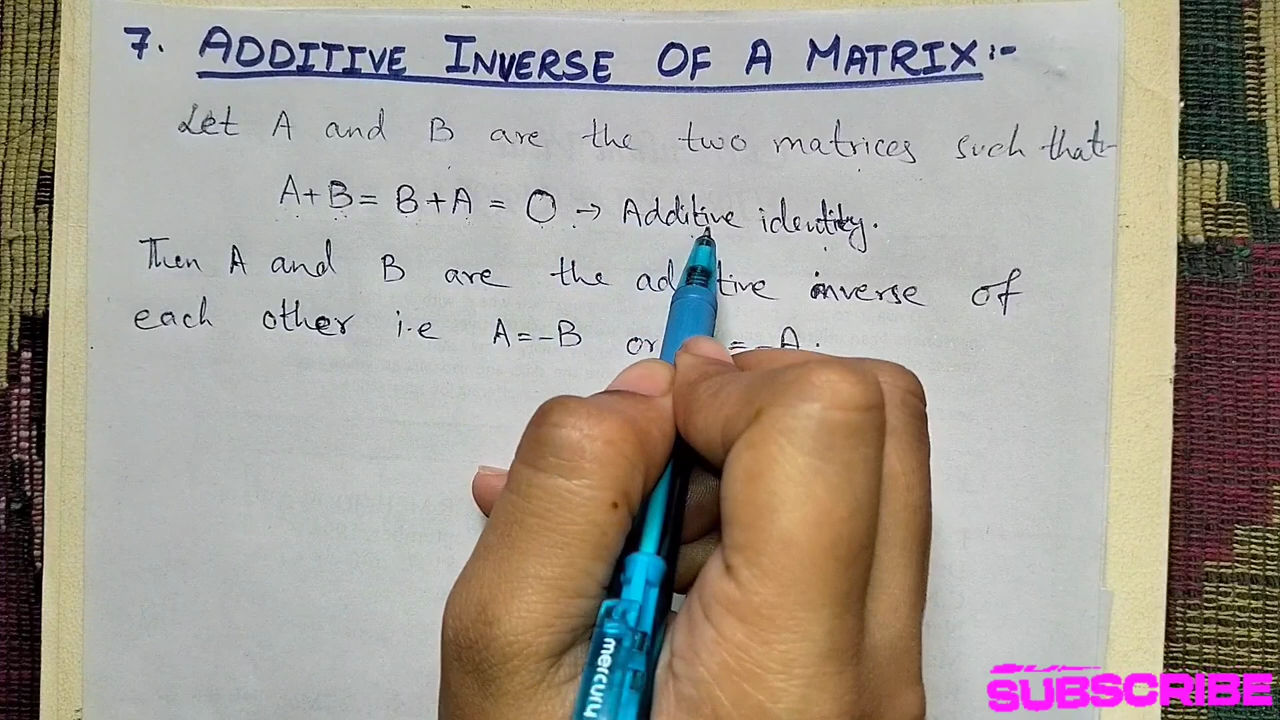 7. ADDITIVE INVERSE OF A MATRIX:-
Let A and B are the two matrices such that-
A+B = B+A = O → Additive identity.
Then A and B are the additive inverse of
each other i.e A=-B or = -A.
mercury
SUBSCRIBE